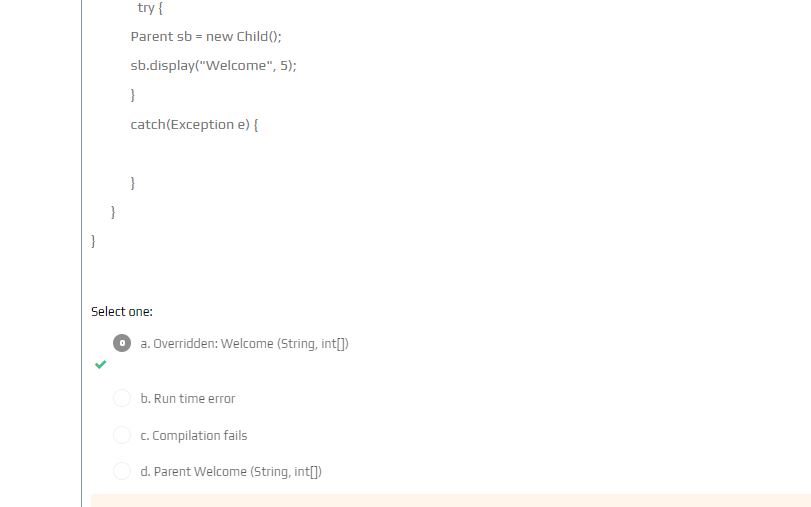 try {
Parent sb = new Child();
sb.display("Welcome", 5);
}
catch(Exception e) {
}
}
}
Select one:
a. Overridden: Welcome (String, int[])
b. Run time error
c. Compilation fails
d. Parent Welcome (String, int[])